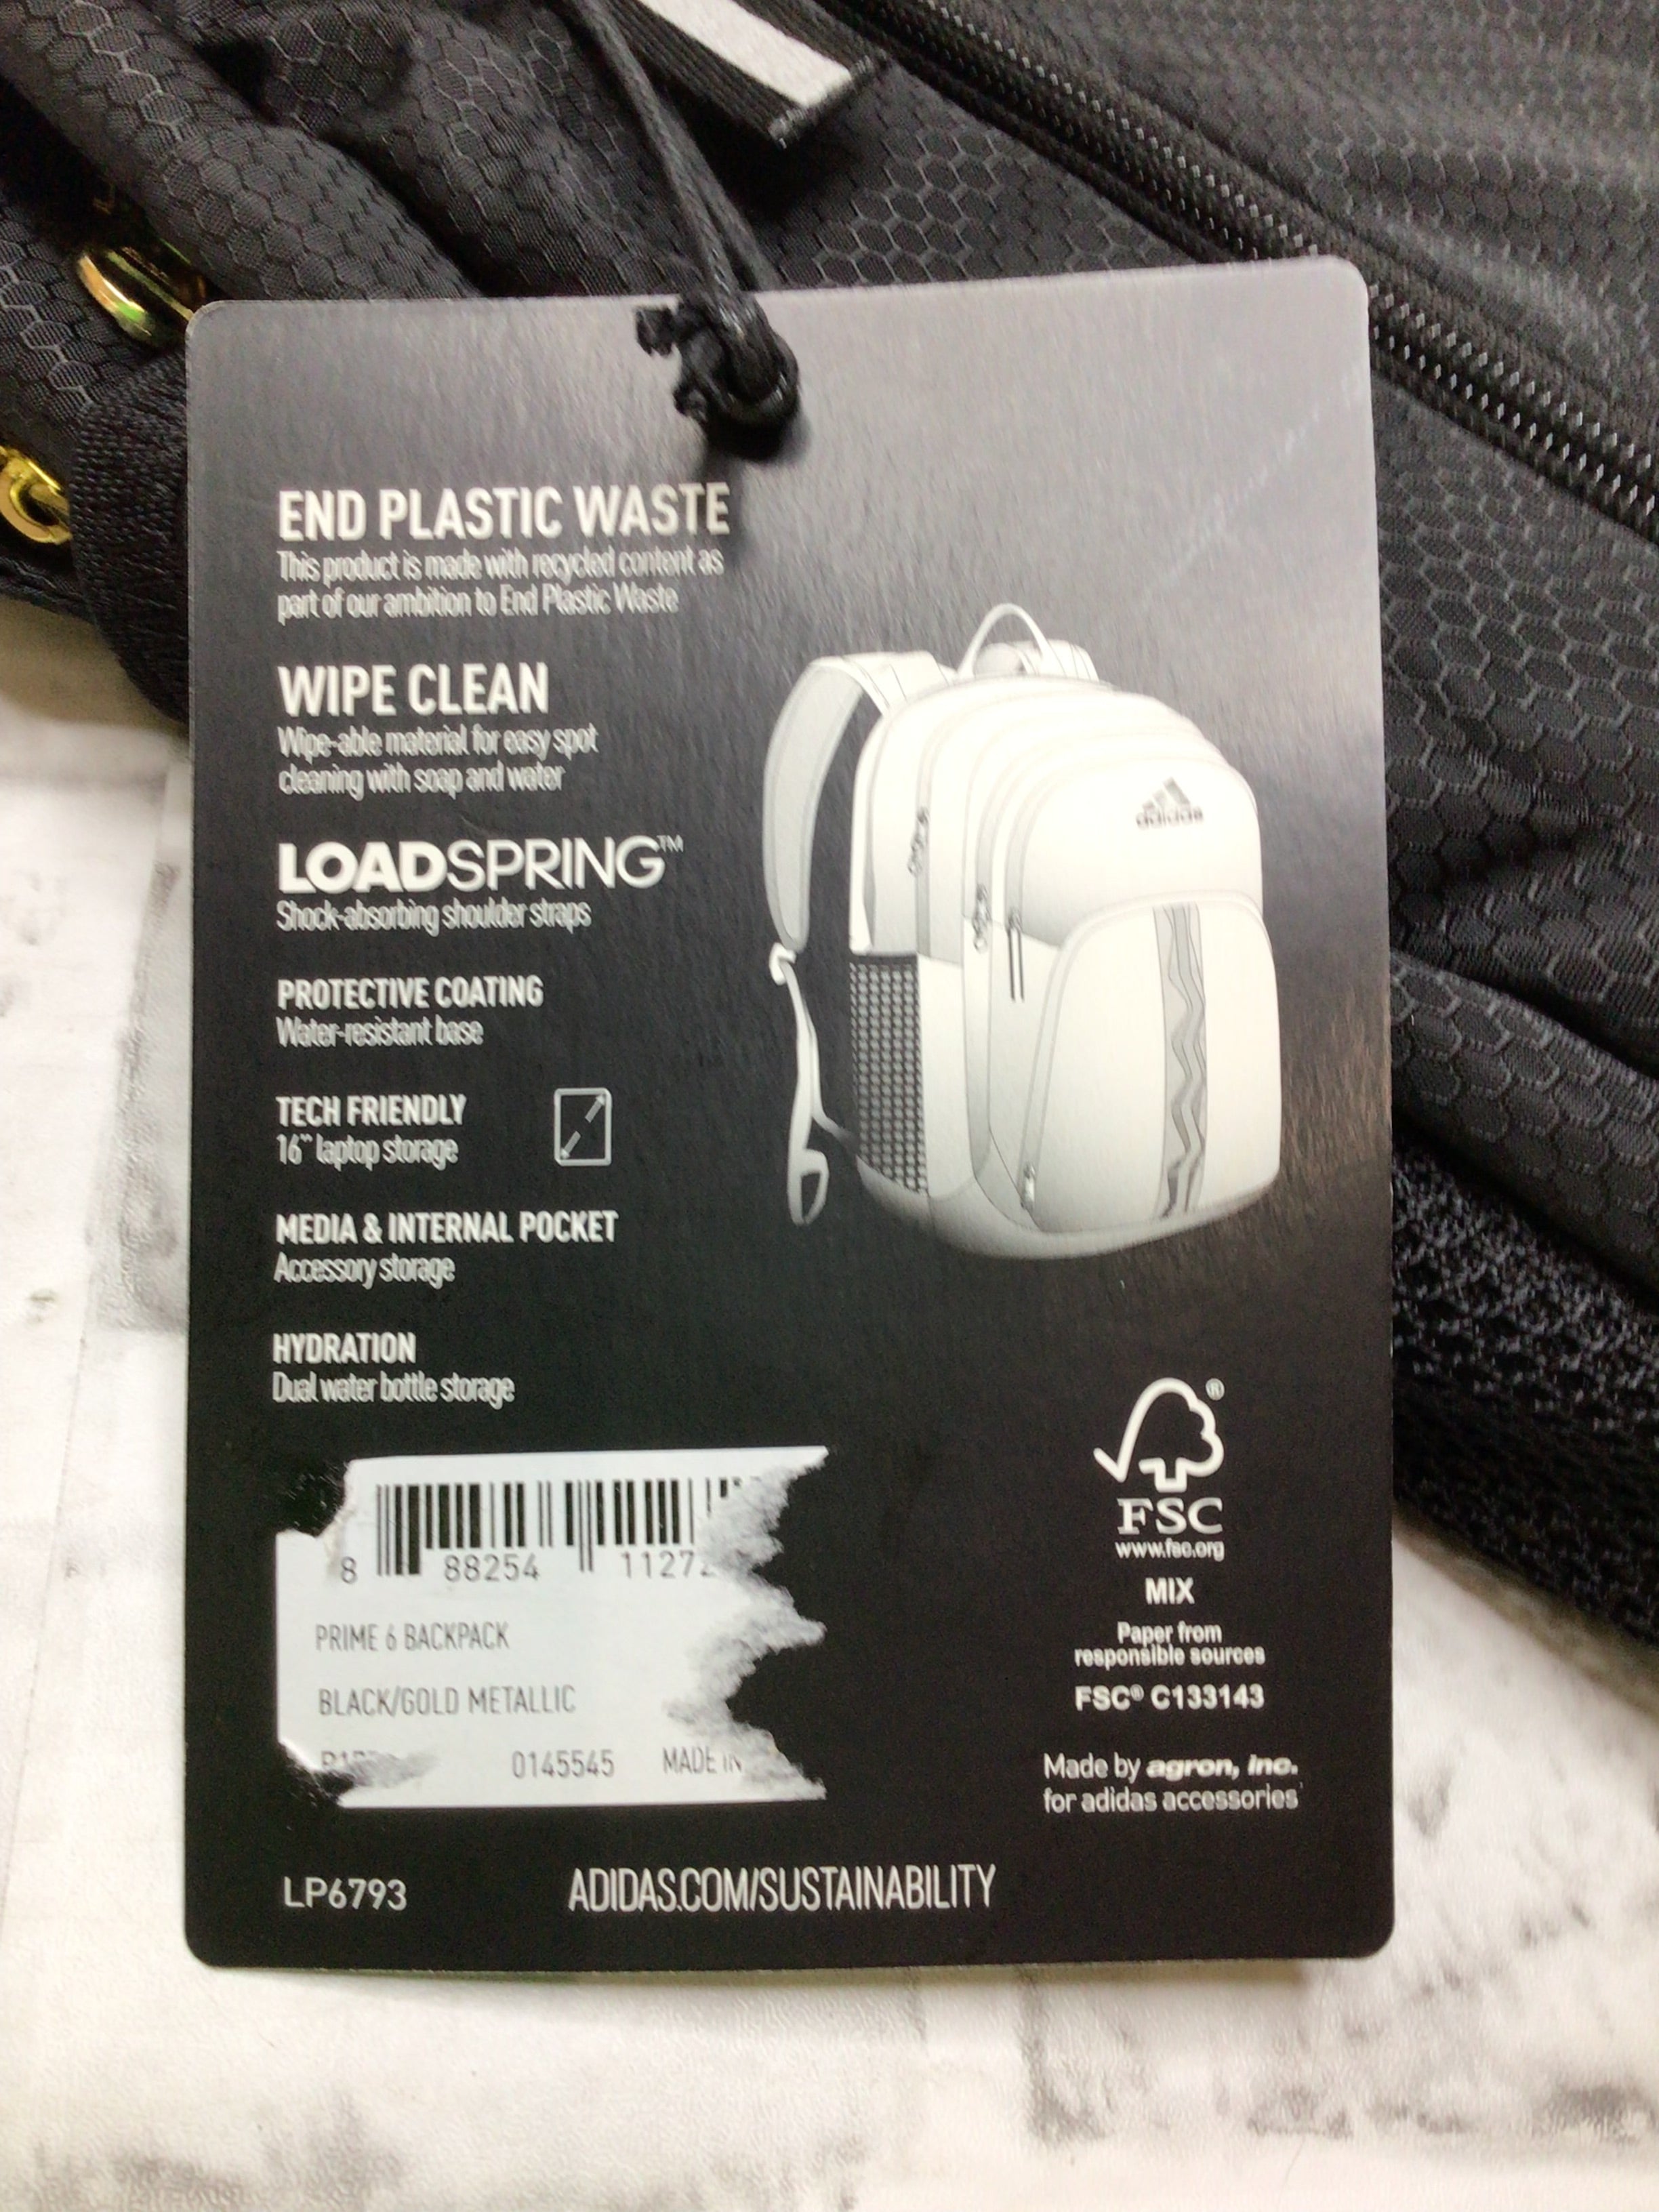 END PLASTIC WASTE
This product is made with recycled content as
part of our ambition to End Plastic Waste
WIPE CLEAN
Wipe-able material for easy spot
cleaning with soap and water
LOADSPRING™
Shock-absorbing shoulder straps
PROTECTIVE COATING
Water-resistant base
TECH FRIENDLY
16" laptop storage
MEDIA & INTERNAL POCKET
Accessory storage
HYDRATION
Dual water bottle storage
adidas
8 88254 11272
PRIME 6 BACKPACK
BLACK/GOLD METALLIC
0145545 MADE IN
®
FSC
www.fsc.org
MIX
Paper from
responsible sources
FSC® C133143
Made by agron, inc.
for adidas accessories
LP6793
ADIDAS.COM/SUSTAINABILITY